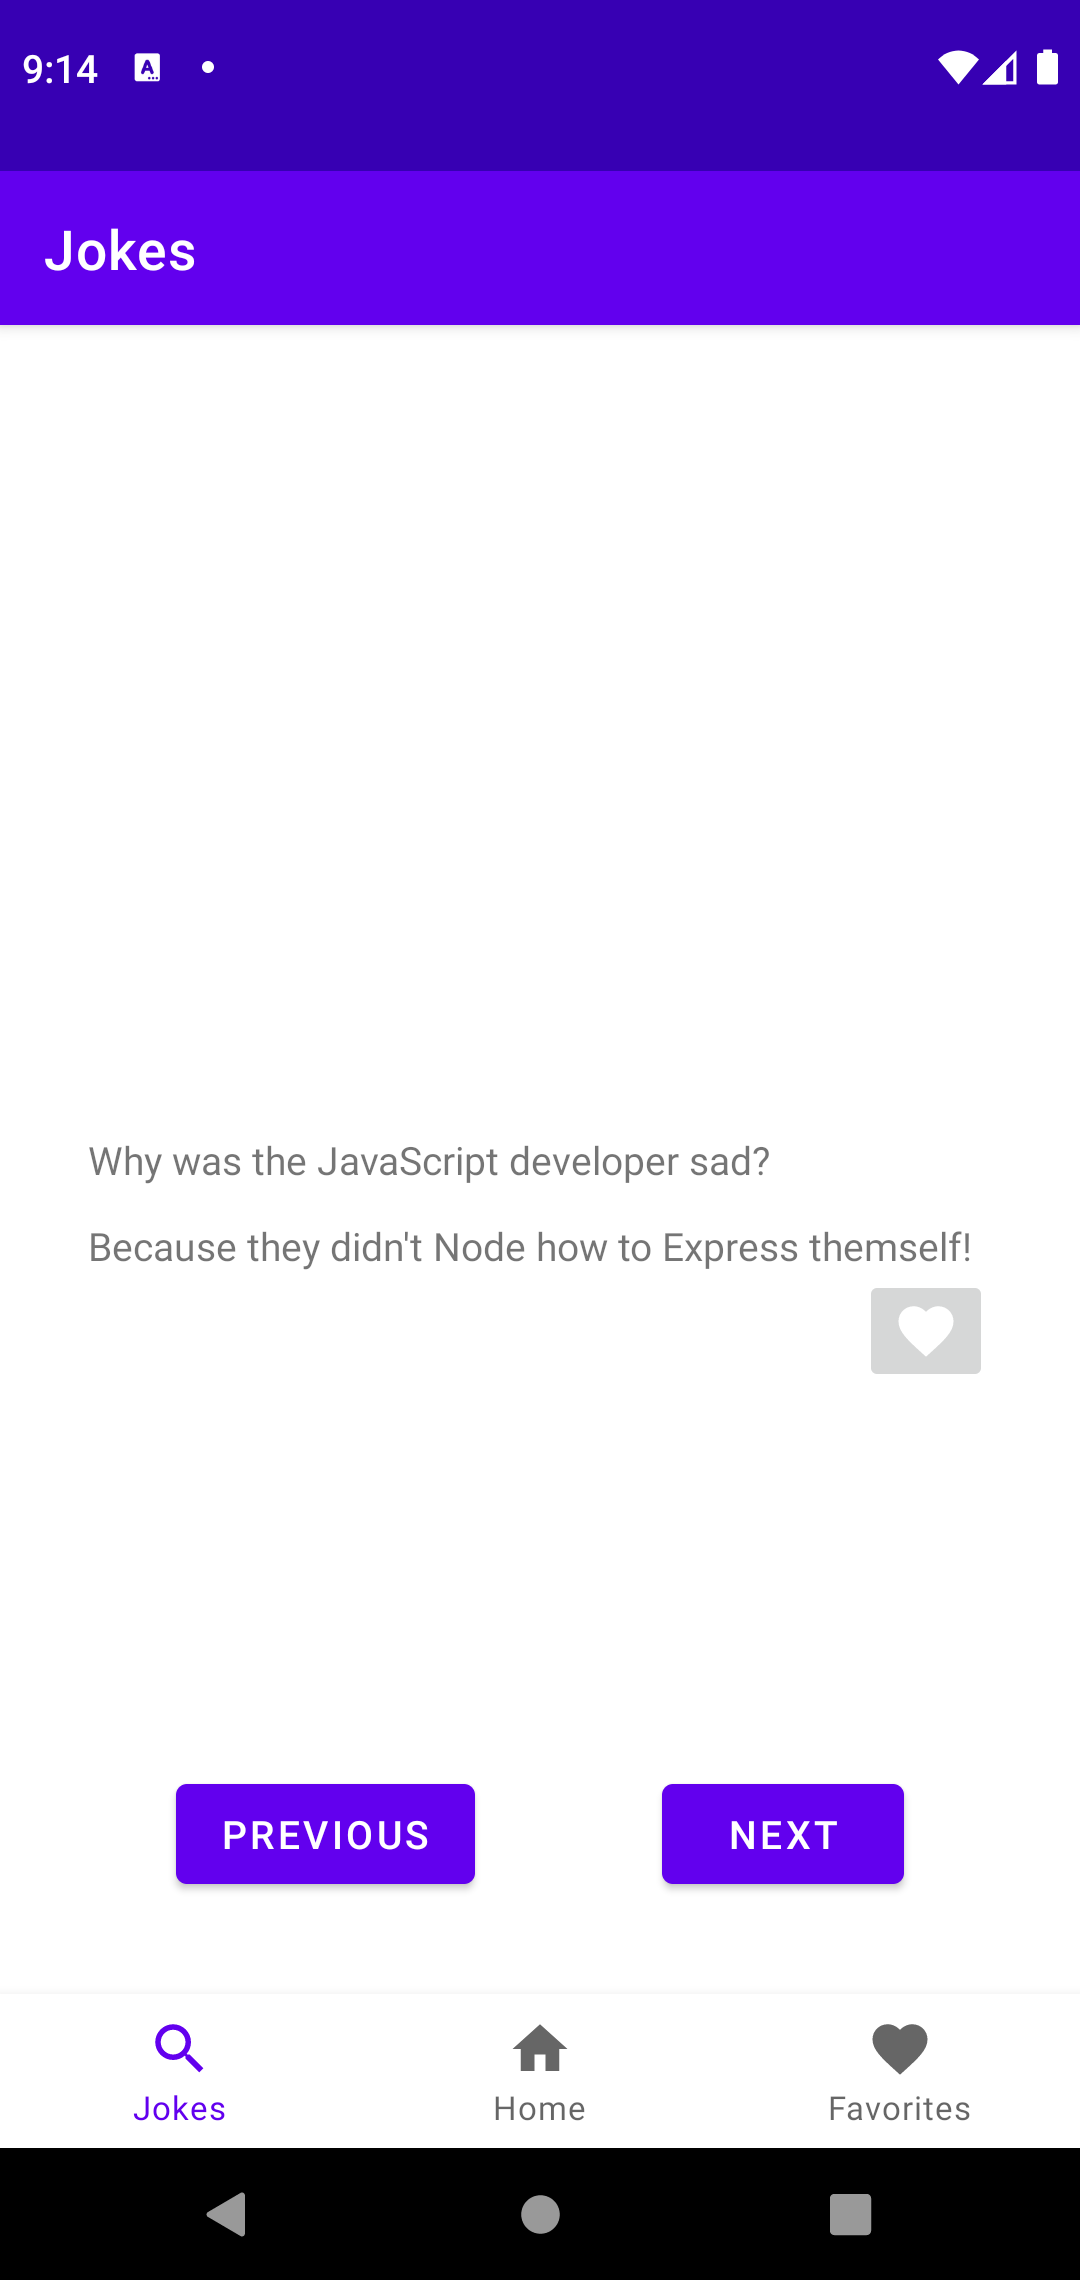 9:14
Jokes
Why was the JavaScript developer sad?
Because they didn't Node how to Express themself!
PREVIOUS NEXT
Jokes Home Favorites